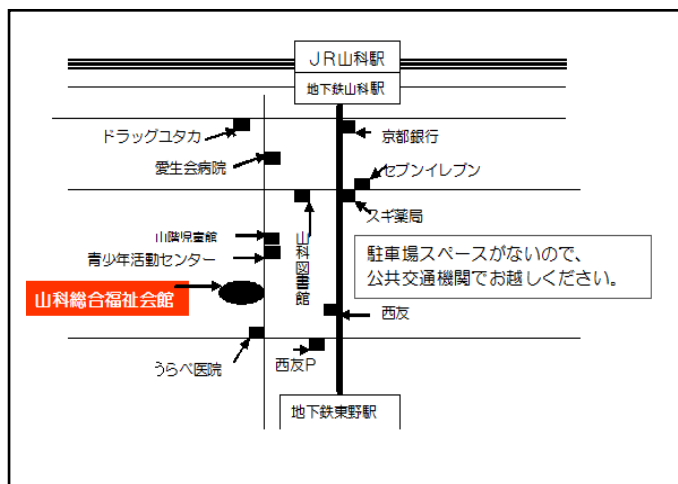 JR山科駅
地下鉄山科駅
ドラッグユタカ
京都銀行
愛生会病院
セブンイレブン
スギ薬局
山階児童館
青少年活動センター
山科図書館
駐車場スペースがないので、
公共交通機関でお越しください。
山科総合福祉会館
西友
うらべ医院
西友P
地下鉄東野駅